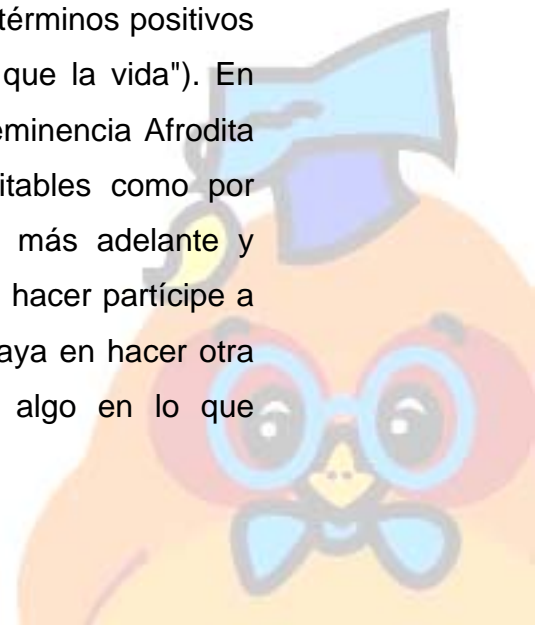 términos positivos
que la vida"). En
eminencia Afrodita
itables como por
más adelante y
hacer partícipe a
aya en hacer otra
algo en lo que